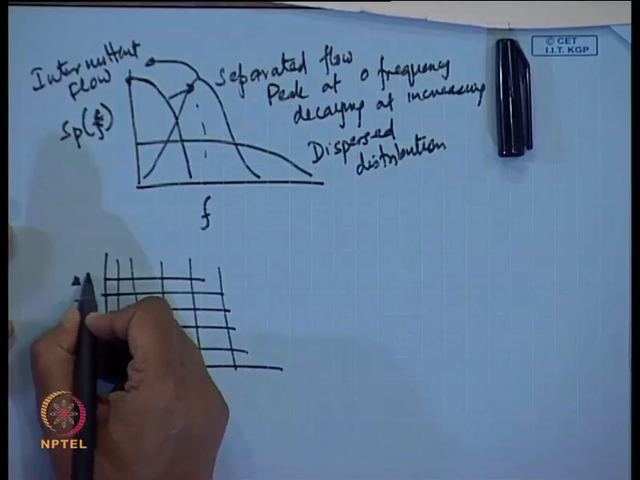 Intermittent
flow
Sp(f)
separated flow
Peak at 0 frequency
decaying at increasing
Dispersed
distribution
f
© CET
I.I.T. KGP
NPTEL